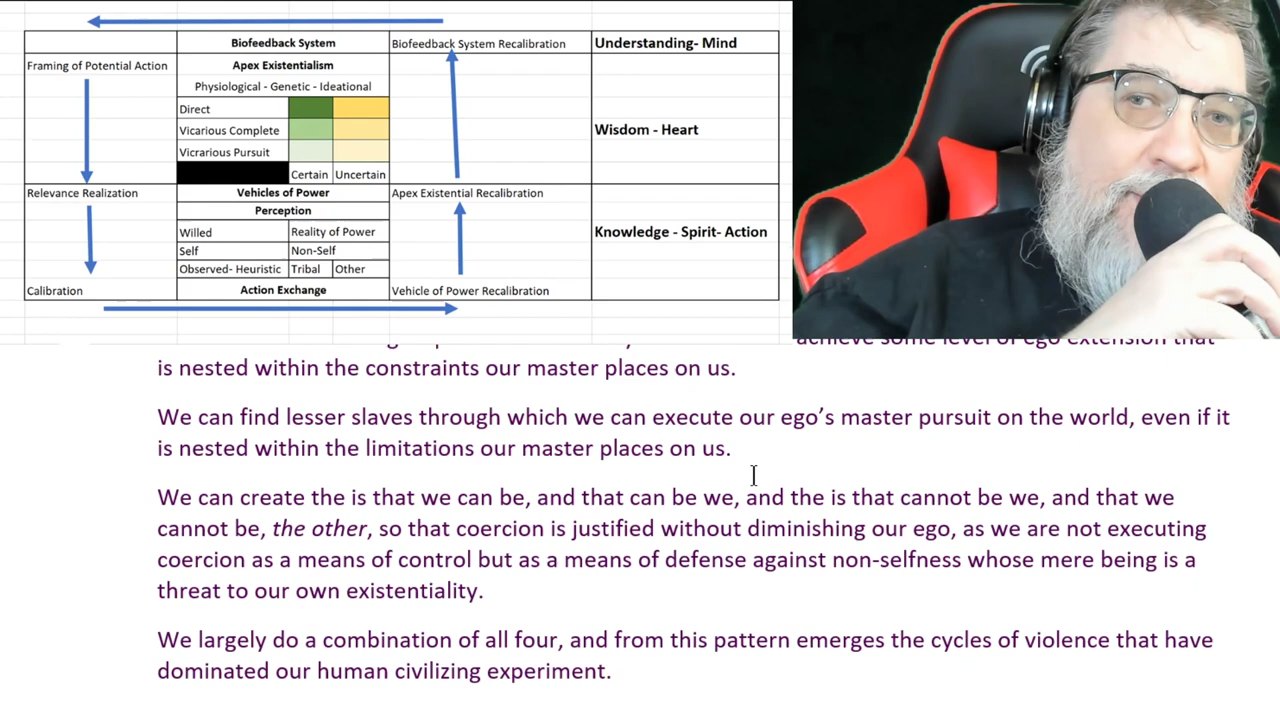 Biofeedback System
Biofeedback System Recalibration
Understanding- Mind
Framing of Potential Action
Apex Existentialism
Physiological - Genetic - Ideational
Direct
Vicarious Complete
Wisdom - Heart
Vicrarious Pursuit
Certain
Uncertain
Relevance Realization
Vehicles of Power
Apex Existential Recalibration
Perception
Willed
Reality of Power
Knowledge - Spirit- Action
Self
Non-Self
Observed- Heuristic
Tribal
Other
Calibration
Action Exchange
Vehicle of Power Recalibration
achieve some level of ego extension that
is nested within the constraints our master places on us.
We can find lesser slaves through which we can execute our ego’s master pursuit on the world, even if it
is nested within the limitations our master places on us.
We can create the is that we can be, and that can be we, and the is that cannot be we, and that we
cannot be, the other, so that coercion is justified without diminishing our ego, as we are not executing
coercion as a means of control but as a means of defense against non-selfness whose mere being is a
threat to our own existentiality.
We largely do a combination of all four, and from this pattern emerges the cycles of violence that have
dominated our human civilizing experiment.